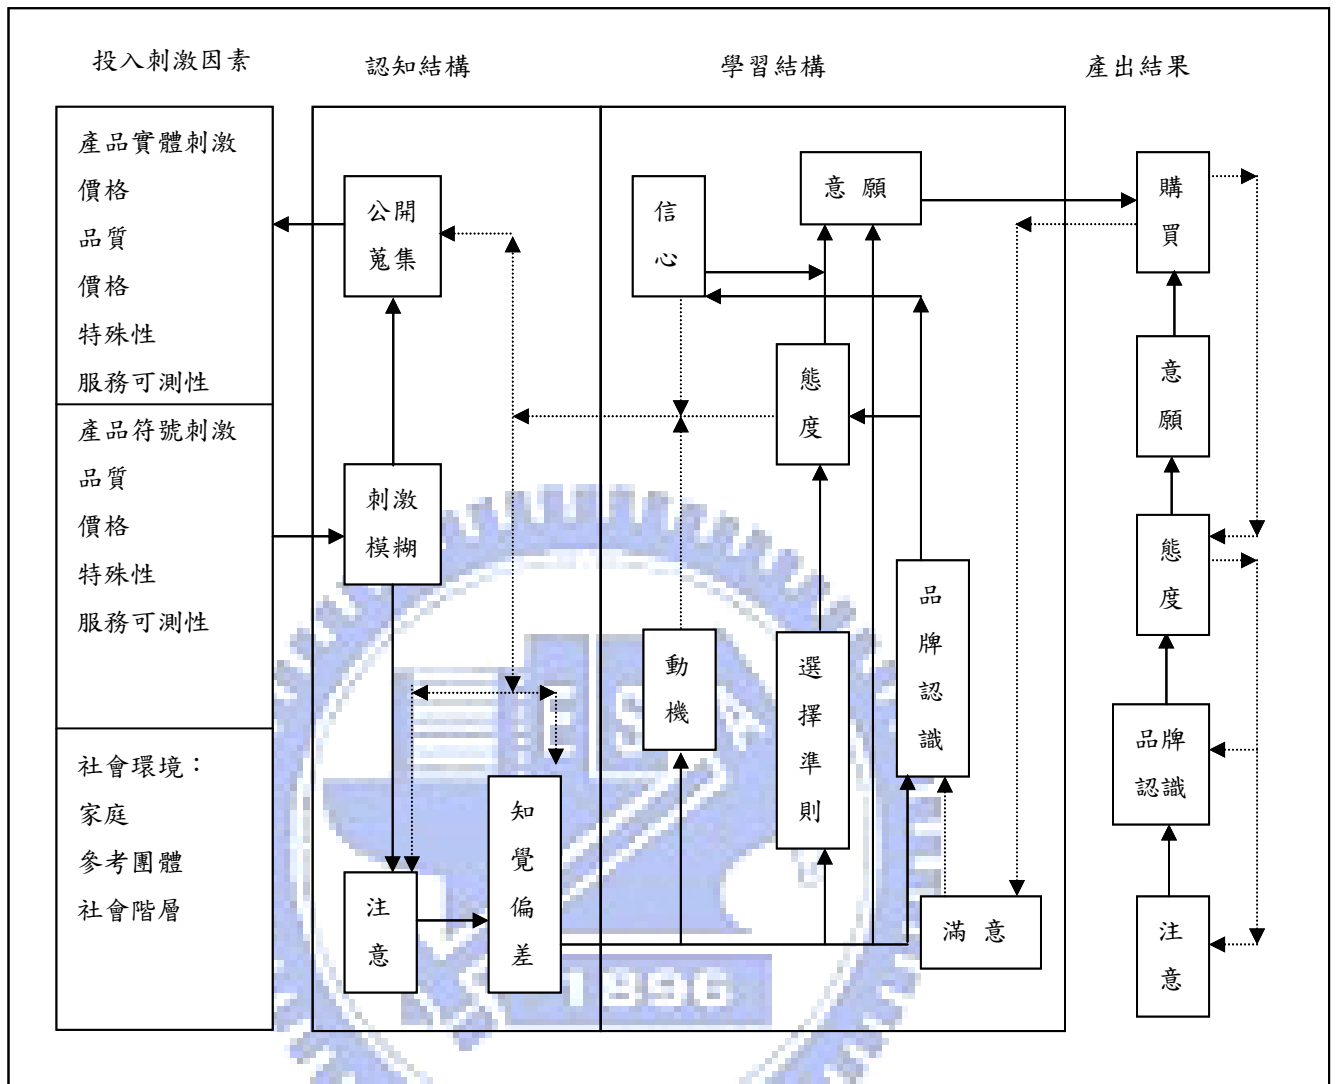 投入刺激因素
認知結構
學習結構
產出結果
產品實體刺激
價格
品質
價格
特殊性
服務可測性
產品符號刺激
品質
價格
特殊性
服務可測性
社會環境：
家庭
參考團體
社會階層
公開
蒐集
刺激
模糊
注
意
知
覺
偏
差
信
心
意 願
態
度
動
機
選
擇
準
則
品
牌
認
識
滿 意
購
買
意
願
態
度
品牌
認識
注
意
ES
1896